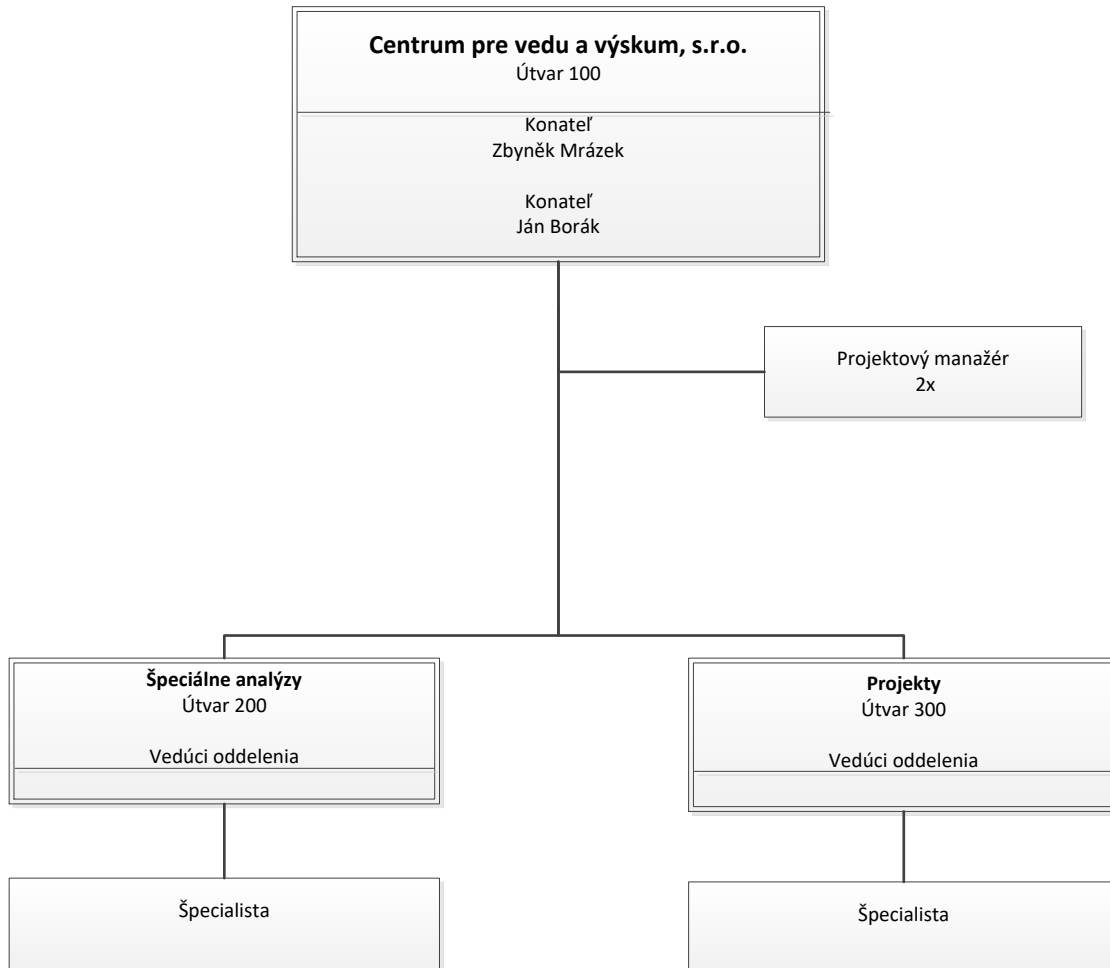 Centrum pre vedu a výskum, s.r.o.
Útvar 100
Konateľ
Zbyněk Mrázek
Konateľ
Ján Borák
Projektový manažér
2x
Špeciálne analýzy
Útvar 200
Vedúci oddelenia
Projekty
Útvar 300
Vedúci oddelenia
Špecialista
Špecialista